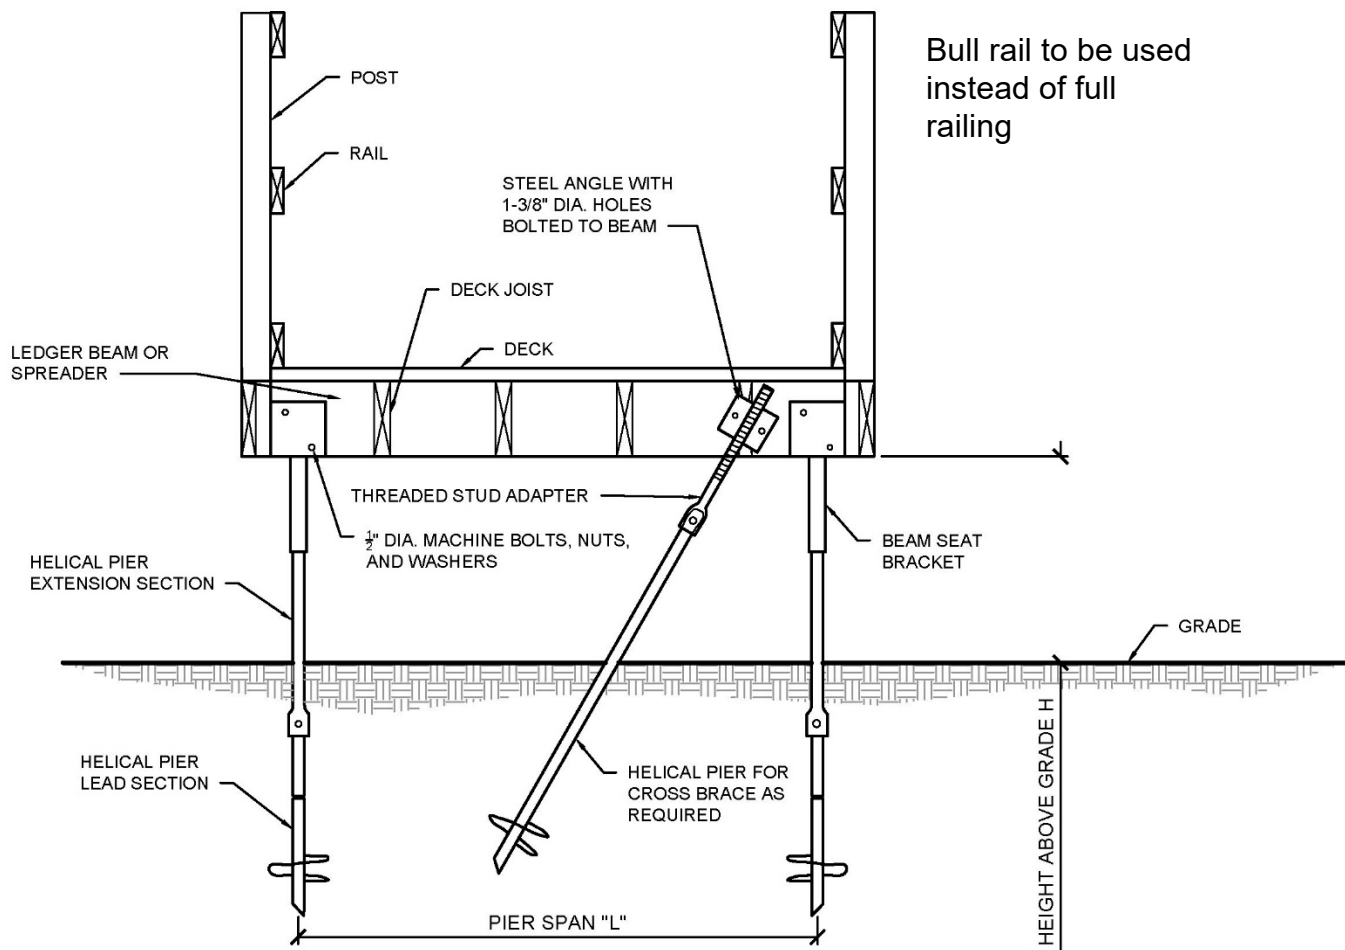 Bull rail to be used
instead of full
railing
POST
RAIL
STEEL ANGLE WITH
1-3/8" DIA. HOLES
BOLTED TO BEAM
DECK JOIST
LEDGER BEAM OR
SPREADER
DECK
THREADED STUD ADAPTER
½" DIA. MACHINE BOLTS, NUTS,
AND WASHERS
BEAM SEAT
BRACKET
HELICAL PIER
EXTENSION SECTION
GRADE
HELICAL PIER
LEAD SECTION
HELICAL PIER FOR
CROSS BRACE AS
REQUIRED
HEIGHT ABOVE GRADE H
PIER SPAN "L"